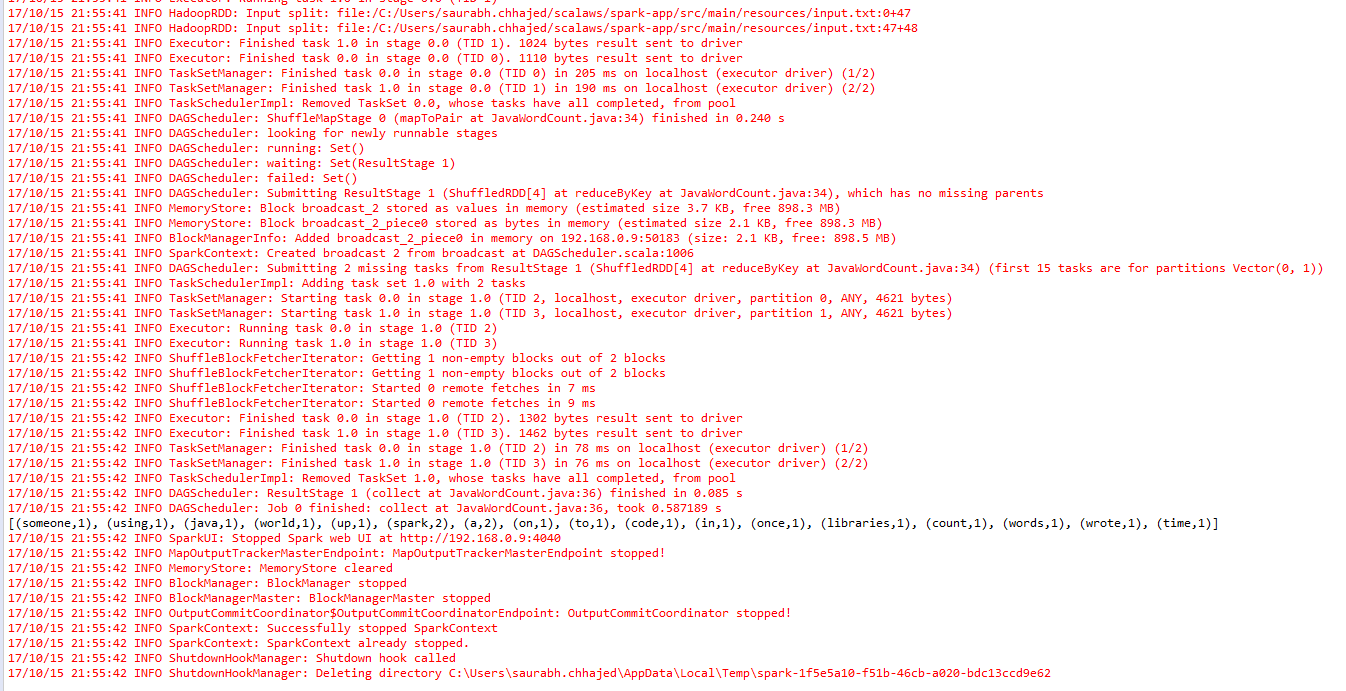 17/10/15 21:55:41 INFO HadoopRDD: Input split: file:/C:/Users/saurabh.chhajed/scalaws/spark-app/src/main/resources/input.txt:0+47
17/10/15 21:55:41 INFO HadoopRDD: Input split: file:/C:/Users/saurabh.chhajed/scalaws/spark-app/src/main/resources/input.txt:47+48
17/10/15 21:55:41 INFO Executor: Finished task 1.0 in stage 0.0 (TID 1). 1024 bytes result sent to driver
17/10/15 21:55:41 INFO Executor: Finished task 0.0 in stage 0.0 (TID 0). 1110 bytes result sent to driver
17/10/15 21:55:41 INFO TaskSetManager: Finished task 0.0 in stage 0.0 (TID 0) in 205 ms on localhost (executor driver) (1/2)
17/10/15 21:55:41 INFO TaskSetManager: Finished task 1.0 in stage 0.0 (TID 1) in 190 ms on localhost (executor driver) (2/2)
17/10/15 21:55:41 INFO TaskSchedulerImpl: Removed TaskSet 0.0, whose tasks have all completed, from pool
17/10/15 21:55:41 INFO DAGScheduler: ShuffleMapStage 0 (mapToPair at JavaWordCount.java:34) finished in 0.240 s
17/10/15 21:55:41 INFO DAGScheduler: looking for newly runnable stages
17/10/15 21:55:41 INFO DAGScheduler: running: Set()
17/10/15 21:55:41 INFO DAGScheduler: waiting: Set(ResultStage 1)
17/10/15 21:55:41 INFO DAGScheduler: failed: Set()
17/10/15 21:55:41 INFO DAGScheduler: Submitting ResultStage 1 (ShuffledRDD[4] at reduceByKey at JavaWordCount.java:34), which has no missing parents
17/10/15 21:55:41 INFO MemoryStore: Block broadcast_2 stored as values in memory (estimated size 3.7 KB, free 898.3 MB)
17/10/15 21:55:41 INFO MemoryStore: Block broadcast_2_piece0 stored as bytes in memory (estimated size 2.1 KB, free 898.3 MB)
17/10/15 21:55:41 INFO BlockManagerInfo: Added broadcast_2_piece0 in memory on 192.168.0.9:50183 (size: 2.1 KB, free: 898.5 MB)
17/10/15 21:55:41 INFO SparkContext: Created broadcast 2 from broadcast at DAGScheduler.scala:1006
17/10/15 21:55:41 INFO DAGScheduler: Submitting 2 missing tasks from ResultStage 1 (ShuffledRDD[4] at reduceByKey at JavaWordCount.java:34) (first 15 tasks are for partitions Vector(0, 1))
17/10/15 21:55:41 INFO TaskSchedulerImpl: Adding task set 1.0 with 2 tasks
17/10/15 21:55:41 INFO TaskSetManager: Starting task 0.0 in stage 1.0 (TID 2, localhost, executor driver, partition 0, ANY, 4621 bytes)
17/10/15 21:55:41 INFO TaskSetManager: Starting task 1.0 in stage 1.0 (TID 3, localhost, executor driver, partition 1, ANY, 4621 bytes)
17/10/15 21:55:41 INFO Executor: Running task 0.0 in stage 1.0 (TID 2)
17/10/15 21:55:41 INFO Executor: Running task 1.0 in stage 1.0 (TID 3)
17/10/15 21:55:42 INFO ShuffleBlockFetcherIterator: Getting 1 non-empty blocks out of 2 blocks
17/10/15 21:55:42 INFO ShuffleBlockFetcherIterator: Getting 1 non-empty blocks out of 2 blocks
17/10/15 21:55:42 INFO ShuffleBlockFetcherIterator: Started 0 remote fetches in 7 ms
17/10/15 21:55:42 INFO ShuffleBlockFetcherIterator: Started 0 remote fetches in 9 ms
17/10/15 21:55:42 INFO Executor: Finished task 0.0 in stage 1.0 (TID 2). 1302 bytes result sent to driver
17/10/15 21:55:42 INFO Executor: Finished task 1.0 in stage 1.0 (TID 3). 1462 bytes result sent to driver
17/10/15 21:55:42 INFO TaskSetManager: Finished task 0.0 in stage 1.0 (TID 2) in 78 ms on localhost (executor driver) (1/2)
17/10/15 21:55:42 INFO TaskSetManager: Finished task 1.0 in stage 1.0 (TID 3) in 76 ms on localhost (executor driver) (2/2)
17/10/15 21:55:42 INFO TaskSchedulerImpl: Removed TaskSet 1.0, whose tasks have all completed, from pool
17/10/15 21:55:42 INFO DAGScheduler: ResultStage 1 (collect at JavaWordCount.java:36) finished in 0.085 s
17/10/15 21:55:42 INFO DAGScheduler: Job 0 finished: collect at JavaWordCount.java:36, took 0.587189 s
[(someone,1), (using,1), (java,1), (world,1), (up,1), (spark,2), (a,2), (on,1), (to,1), (code,1), (in,1), (once,1), (libraries,1), (count,1), (words,1), (wrote,1), (time,1)]
17/10/15 21:55:42 INFO SparkUI: Stopped Spark web UI at http://192.168.0.9:4040
17/10/15 21:55:42 INFO MapOutputTrackerMasterEndpoint: MapOutputTrackerMasterEndpoint stopped!
17/10/15 21:55:42 INFO MemoryStore: MemoryStore cleared
17/10/15 21:55:42 INFO BlockManager: BlockManager stopped
17/10/15 21:55:42 INFO BlockManagerMaster: BlockManagerMaster stopped
17/10/15 21:55:42 INFO OutputCommitCoordinator$OutputCommitCoordinatorEndpoint: OutputCommitCoordinator stopped!
17/10/15 21:55:42 INFO SparkContext: Successfully stopped SparkContext
17/10/15 21:55:42 INFO SparkContext: SparkContext already stopped.
17/10/15 21:55:42 INFO ShutdownHookManager: Shutdown hook called
17/10/15 21:55:42 INFO ShutdownHookManager: Deleting directory C:\Users\saurabh.chhajed\AppData\Local\Temp\spark-1f5e5a10-f51b-46cb-a020-bdc13ccd9e62